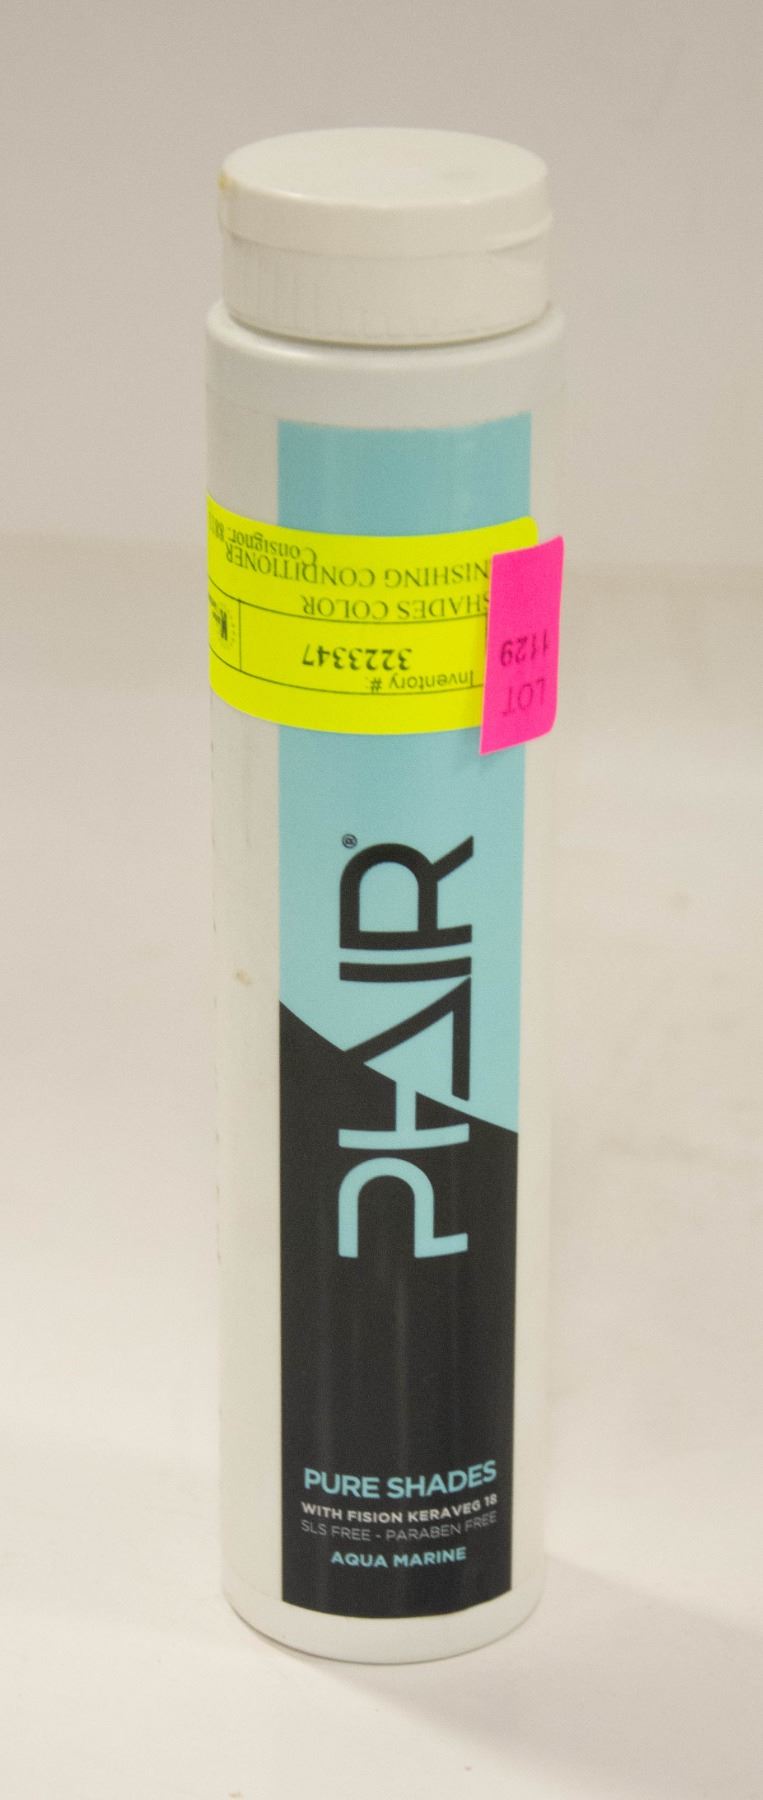 Inventory #:
3223347
SHADES COLOR
NISHING CONDITIONER
Consignor:
LOT
1129
PHAIR®
PURE SHADES
WITH FISION KERAVEG 18
SLS FREE - PARABEN FREE
AQUA MARINE